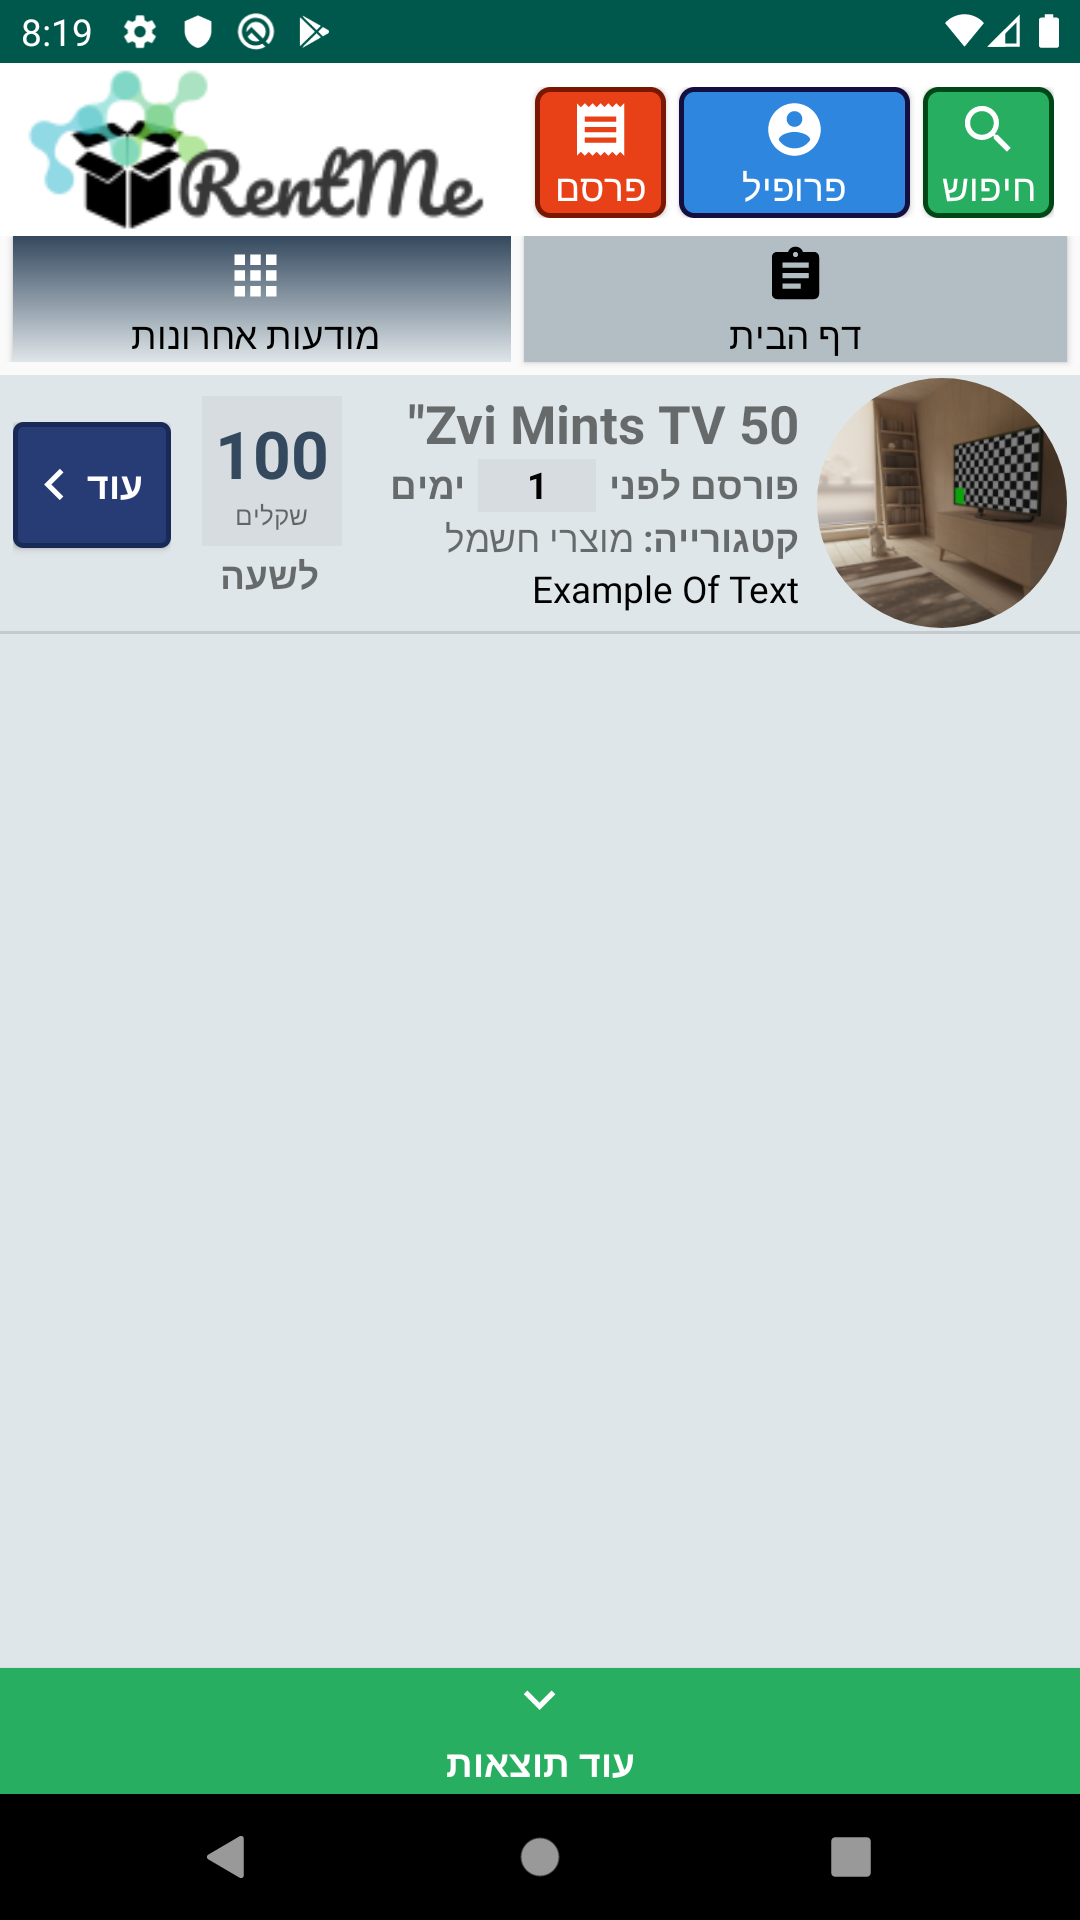 8:19
RentMe
חיפוש
פרופיל
פרסם
דף הבית
מודעות אחרונות
Zvi Mints TV 50"
פורסם לפני 1 ימים
קטגורייה: מוצרי חשמל
Example Of Text
100
שקלים
לשעה
עוד
עוד תוצאות